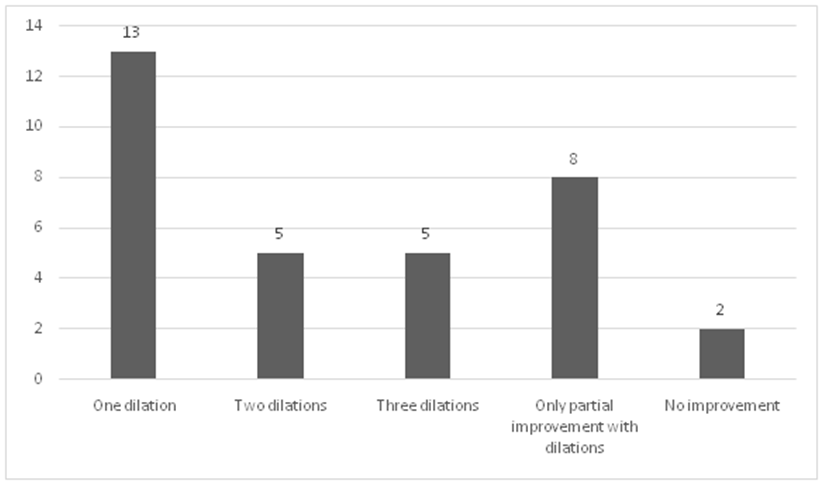 14
13
12
10
8
8
6
5
5
4
2
2
0
One dilation
Two dilations
Three dilations
Only partial
improvement with
dilations
No improvement